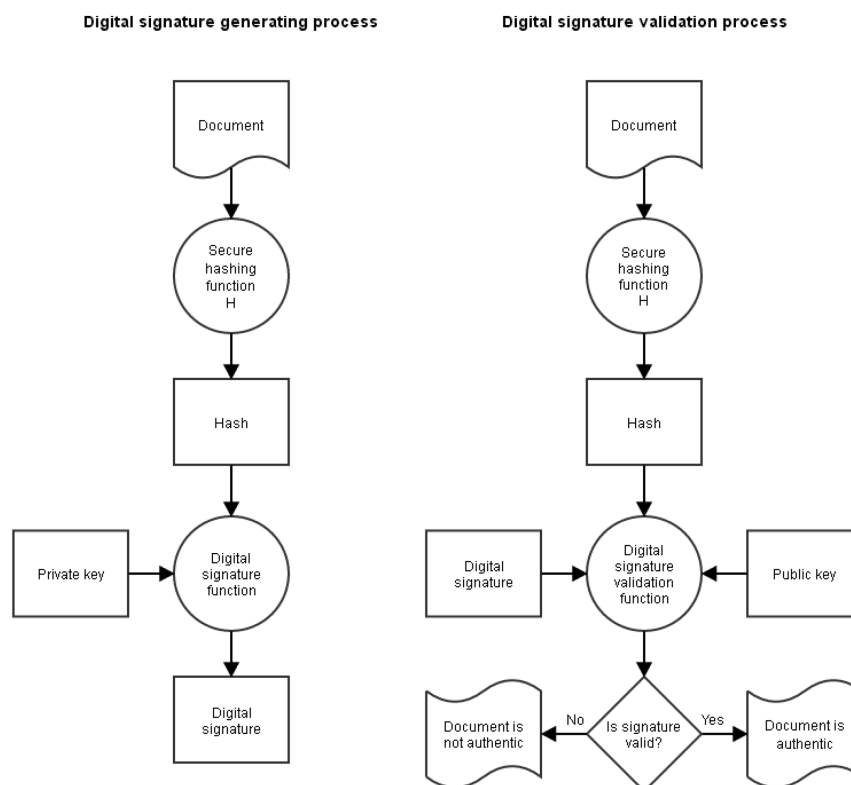 Digital signature generating process
Document
Secure
hashing
function
H
Hash
Private key
Digital
signature
function
Digital
signature
Digital signature validation process
Document
Secure
hashing
function
H
Hash
Digital
signature
Digital
signature
validation
function
Public key
Is signature
valid?
No
Yes
Document is
not authentic
Document is
authentic